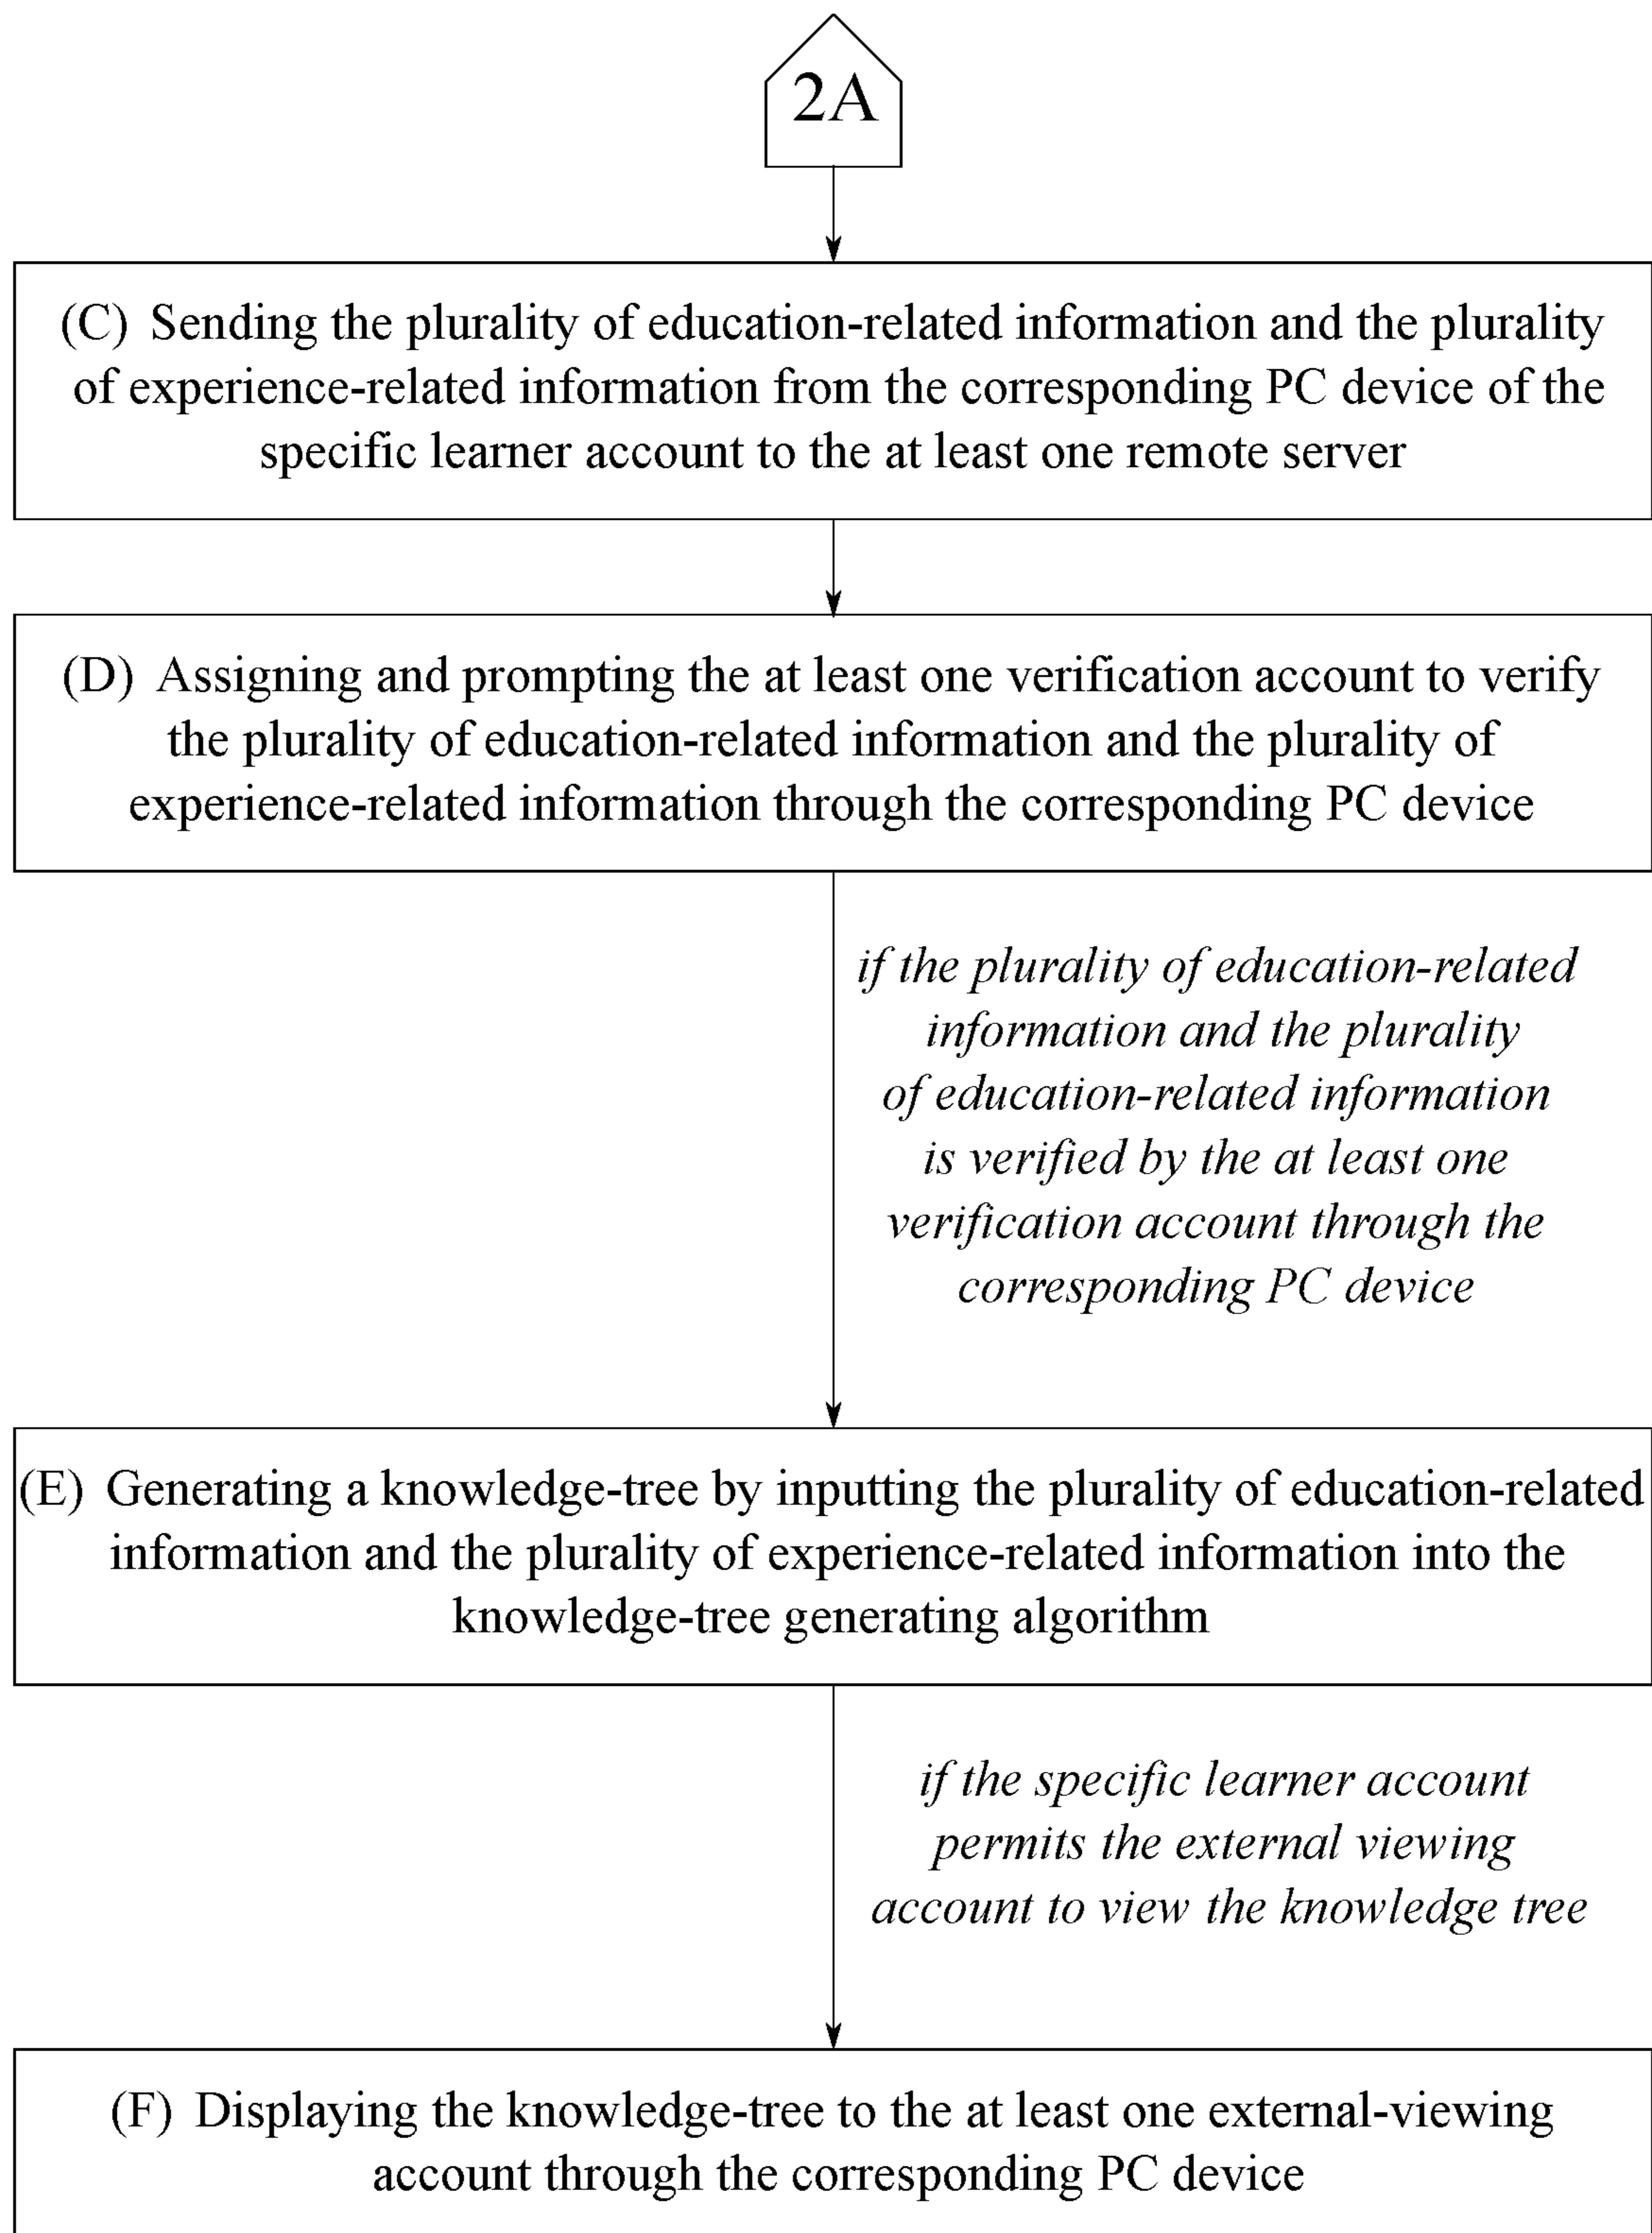 2A
(C) Sending the plurality of education-related information and the plurality
of experience-related information from the corresponding PC device of the
specific learner account to the at least one remote server
(D) Assigning and prompting the at least one verification account to verify
the plurality of education-related information and the plurality of
experience-related information through the corresponding PC device
if the plurality of education-related
information and the plurality
of education-related information
is verified by the at least one
verification account through the
corresponding PC device
(E) Generating a knowledge-tree by inputting the plurality of education-related
information and the plurality of experience-related information into the
knowledge-tree generating algorithm
if the specific learner account
permits the external viewing
account to view the knowledge tree
(F) Displaying the knowledge-tree to the at least one external-viewing
account through the corresponding PC device